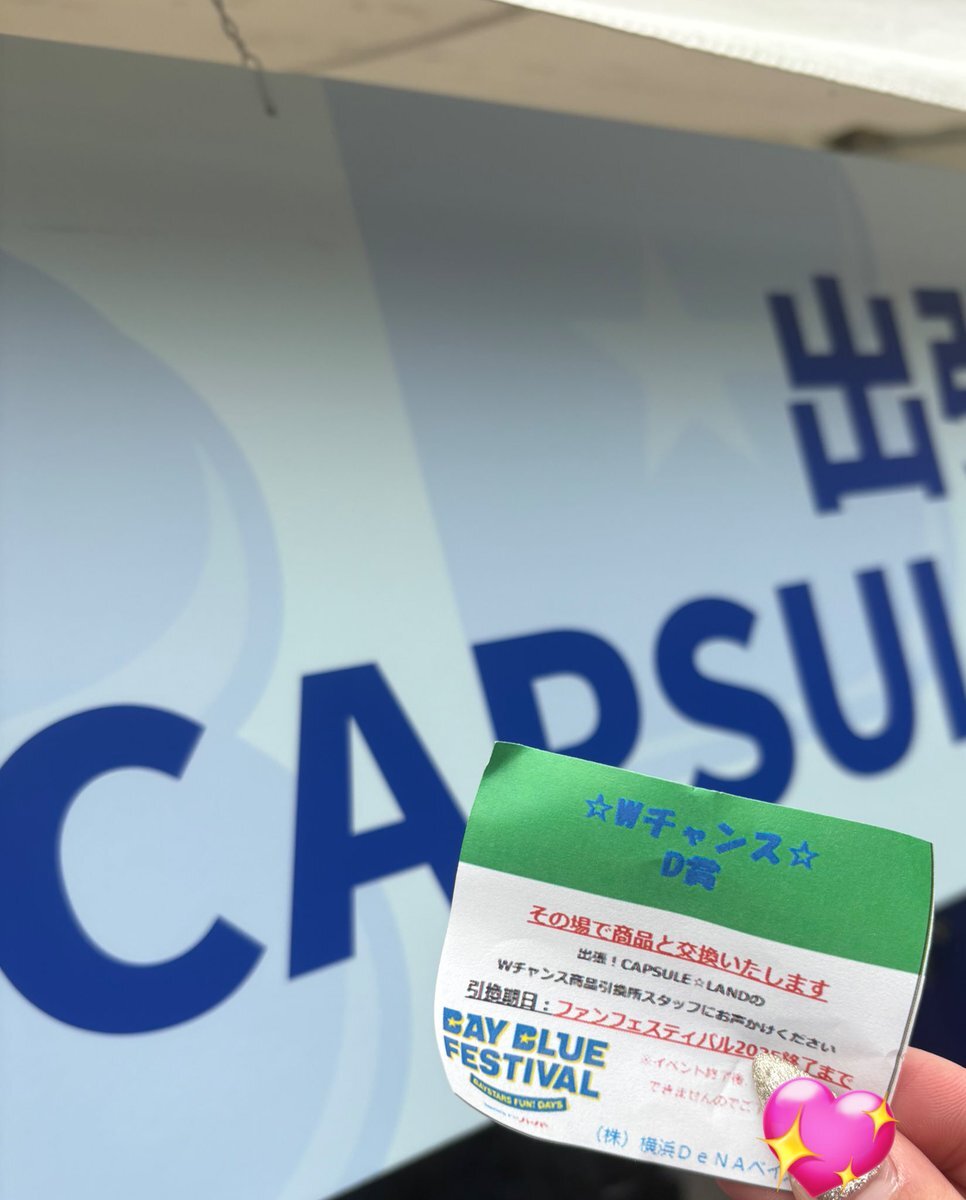 出張
CAPSUL
☆Wチャンス☆
D賞
その場で商品と交換いたします
出張！CAPSULE☆LANDの
Wチャンス商品引換所スタッフにお声かけください
引換期日：ファンフェスティバル2025終了まで
※イベント終了後
できませんのでご
BAY BLUE
FESTIVAL
BAYSTARS FUN! DAYS
（株）横浜DeNAベイ